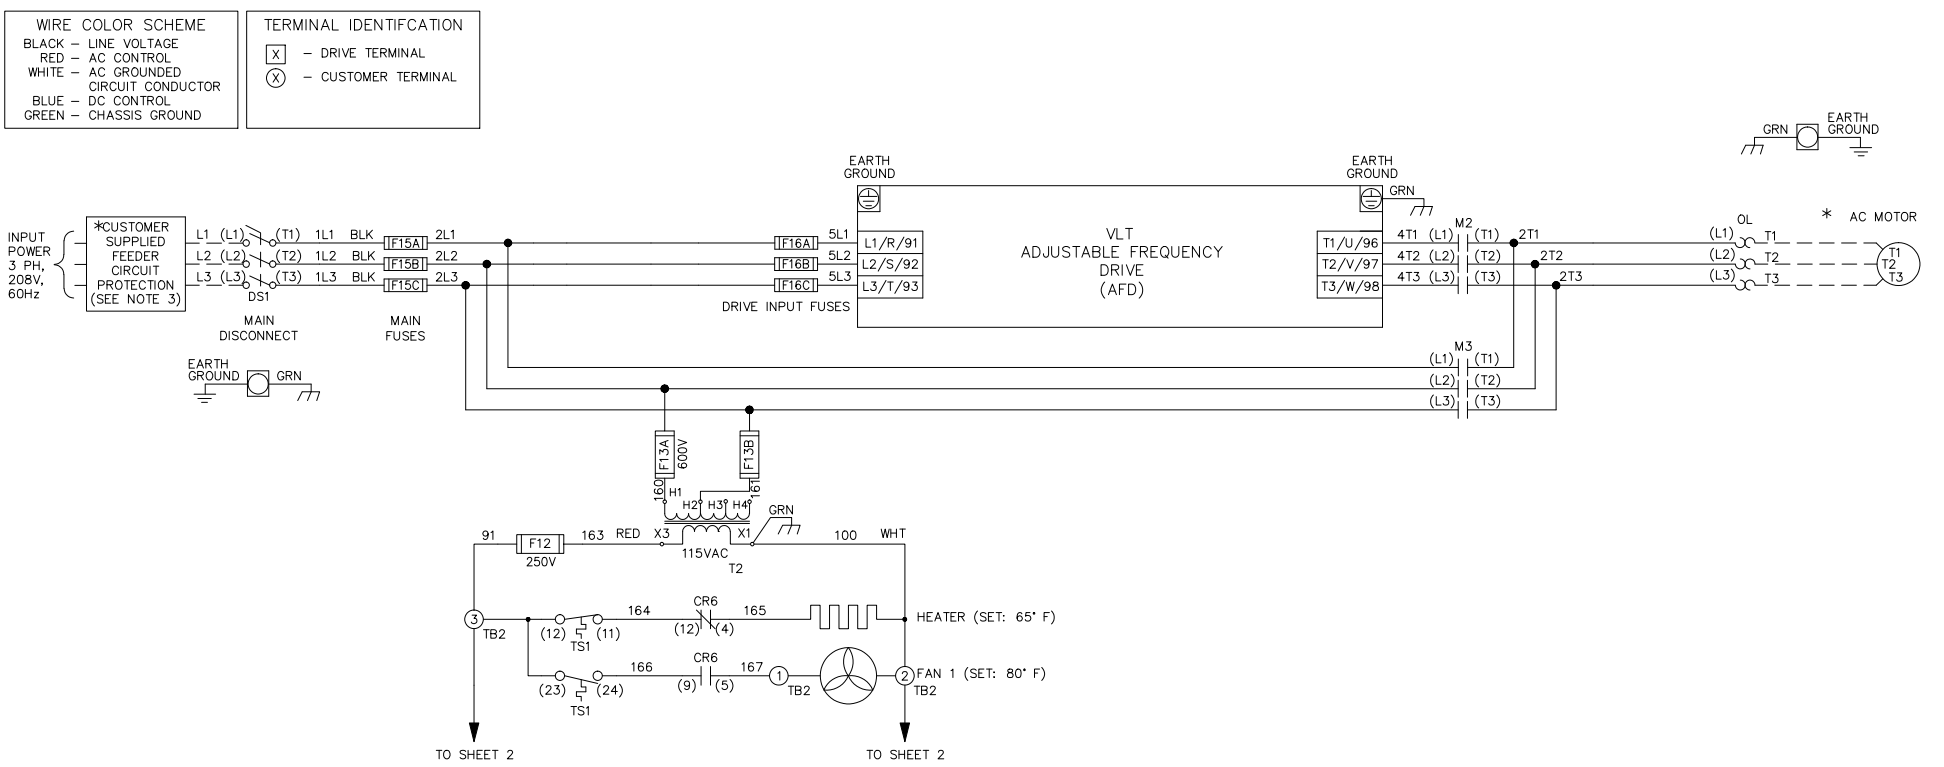 WIRE COLOR SCHEME
BLACK – LINE VOLTAGE
RED – AC CONTROL
WHITE – AC GROUNDED
CIRCUIT CONDUCTOR
BLUE – DC CONTROL
GREEN – CHASSIS GROUND
TERMINAL IDENTIFCATION
X – DRIVE TERMINAL
X – CUSTOMER TERMINAL
GRN
EARTH
GROUND
EARTH
GROUND
EARTH
GROUND
GRN
INPUT
POWER
3 PH,
208V,
60Hz
*CUSTOMER
SUPPLIED
FEEDER
CIRCUIT
PROTECTION
(SEE NOTE 3)
L1 (L1) (T1) 1L1 BLK F15A 2L1 F16A 5L1 L1/R/91
L2 (L2) (T2) 1L2 BLK F15B 2L2 F16B 5L2 L2/S/92
L3 (L3) (T3) 1L3 BLK F15C 2L3 F16C 5L3 L3/T/93
DS1
MAIN
DISCONNECT
MAIN
FUSES
DRIVE INPUT FUSES
VLT
ADJUSTABLE FREQUENCY
DRIVE
(AFD)
M2
T1/U/96 4T1 (L1) (T1) 2T1
T2/V/97 4T2 (L2) (T2) 2T2
T3/W/98 4T3 (L3) (T3) 2T3
OL
(L1) T1
(L2) T2
(L3) T3
* AC MOTOR
T1
T2
T3
EARTH
GROUND
GRN
M3
(L1) (T1)
(L2) (T2)
(L3) (T3)
F13A
600V
F13B
160
161
H1
H2 H3 H4
GRN
91 F12 163 RED X3 X1 100 WHT
250V
115VAC
T2
3
TB2
(12) (11)
TS1
164
CR6
(12) (4)
165
HEATER (SET: 65° F)
(23) (24)
TS1
166
CR6
(9) (5)
167
1
TB2
2
TB2
FAN 1 (SET: 80° F)
TO SHEET 2
TO SHEET 2